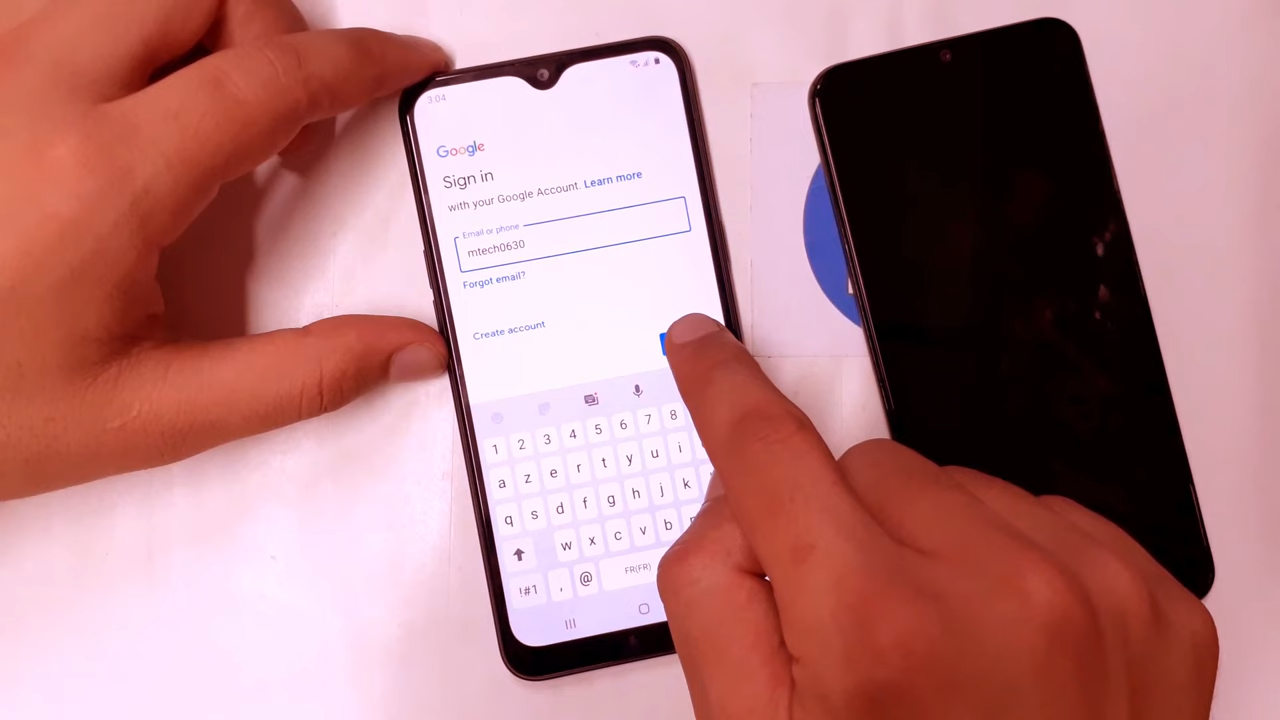 3:04
Google
Sign in
with your Google Account. Learn more
Email or phone
mtech0630
Forgot email?
Create account
1 2 3 4 5 6 7 8
a z e r t y u i
q s d f g h j k
w x c v b
!#1 , @ FR(FR)